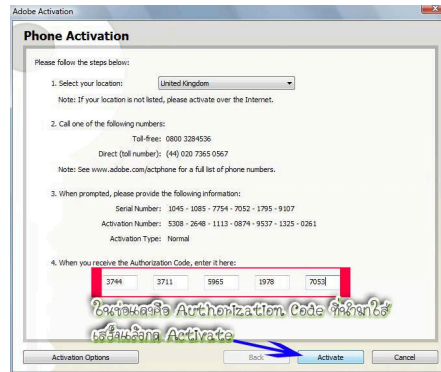 Adobe Activation
Phone Activation
Please follow the steps below:
1. Select your location: United Kingdom
Note: If your location is not listed, please activate over the Internet.
2. Call one of the following numbers:
Toll-free: 0800 3284536
Direct (toll number): (44) 020 7365 0567
Note: See www.adobe.com/actphone for a full list of phone numbers.
3. When prompted, please provide the following information:
Serial Number: 1045 - 1085 - 7754 - 7052 - 1795 - 9107
Activation Number: 5308 - 2648 - 1113 - 0874 - 9537 - 1325 - 0261
Activation Type: Normal
4. When you receive the Authorization Code, enter it here:
3744 3711 5965 1978 7053
Authorization Code ที่นำมาใส่
เสร็จแล้วกด Activate
Activation Options Back Activate Cancel